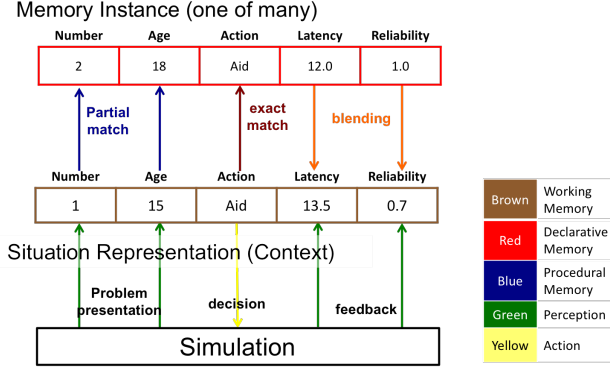 Memory Instance (one of many)
Number Age Action Latency Reliability
2 18 Aid 12.0 1.0
Partial match
exact match
blending
Number Age Action Latency Reliability
1 15 Aid 13.5 0.7
Situation Representation (Context)
Problem presentation
decision
feedback
Simulation
Brown Working Memory
Red Declarative Memory
Blue Procedural Memory
Green Perception
Yellow Action